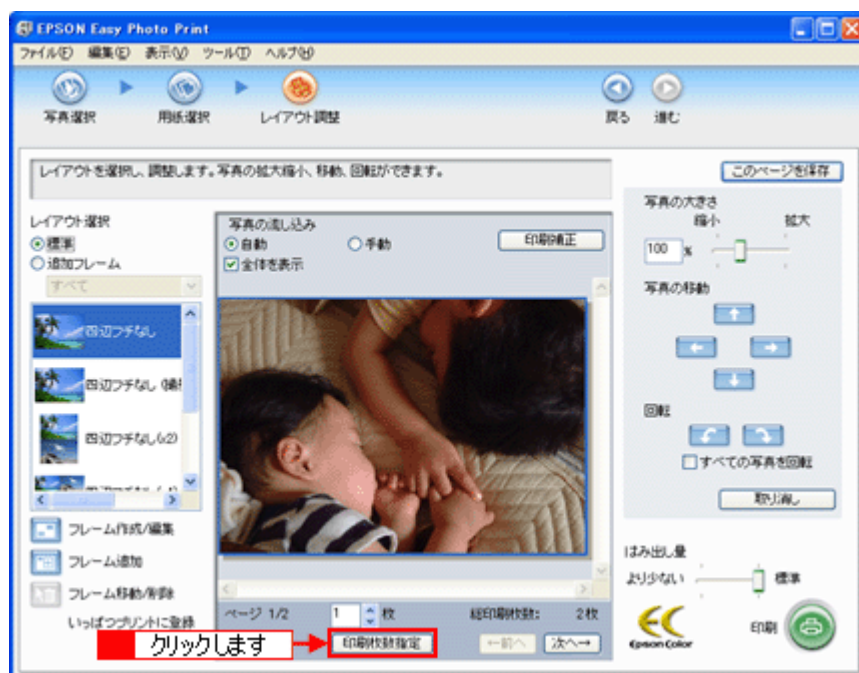 EPSON Easy Photo Print
ファイル(F) 編集(E) 表示(V) ツール(T) ヘルプ(H)
写真選択 用紙選択 レイアウト調整 戻る 進む
レイアウトを選択し、調整します。写真の拡大縮小、移動、回転ができます。
このページを保存
レイアウト選択
標準
追加フレーム
すべて
四辺フチなし
四辺フチなし
四辺フチなし(x2)
フレーム作成/編集
フレーム追加
フレーム移動/削除
いっぱつプリントに登録
写真の流し込み
自動 手動
全体を表示
印刷補正
ページ 1/2 1 枚 総印刷枚数: 2枚
クリックします
印刷枚数指定
←前へ 次へ→
写真の大きさ
縮小 拡大
100 %
写真の移動
回転
すべての写真を回転
取り消し
はみ出し量
より少ない 標準
Epson Color
印刷